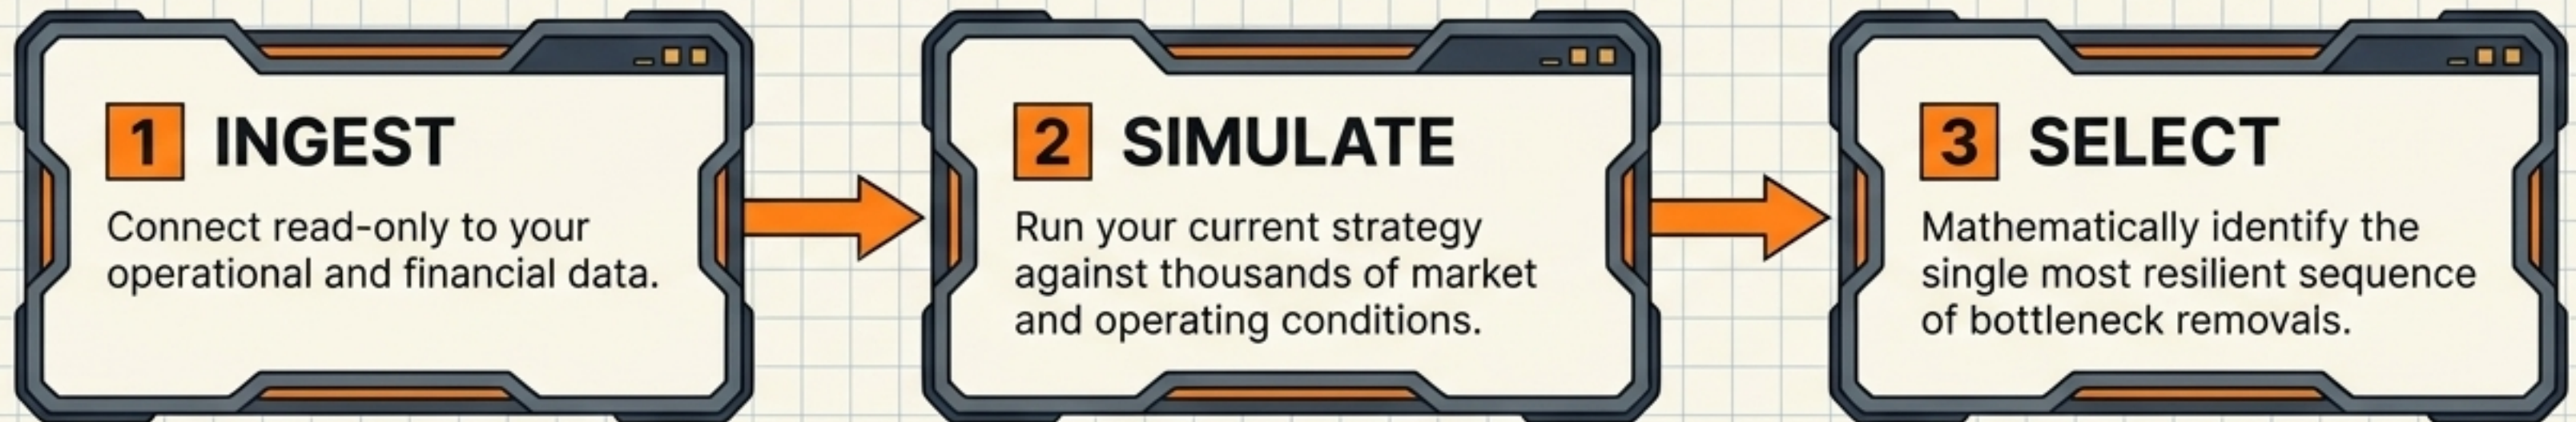 1 INGEST
Connect read-only to your
operational and financial data.
2 SIMULATE
Run your current strategy
against thousands of market
and operating conditions.
3 SELECT
Mathematically identify the
single most resilient sequence
of bottleneck removals.